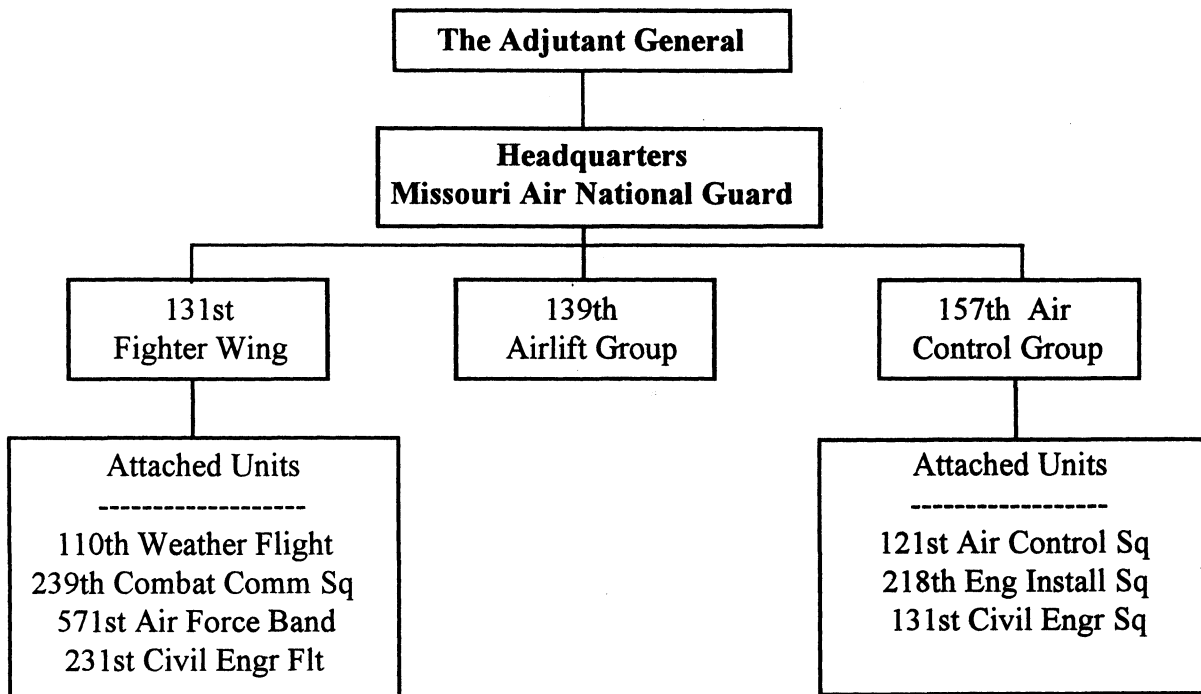 The Adjutant General
Headquarters
Missouri Air National Guard
131st
Fighter Wing
139th
Airlift Group
157th Air
Control Group
Attached Units
-------------------
110th Weather Flight
239th Combat Comm Sq
571st Air Force Band
231st Civil Engr Flt
Attached Units
-------------------
121st Air Control Sq
218th Eng Install Sq
131st Civil Engr Sq